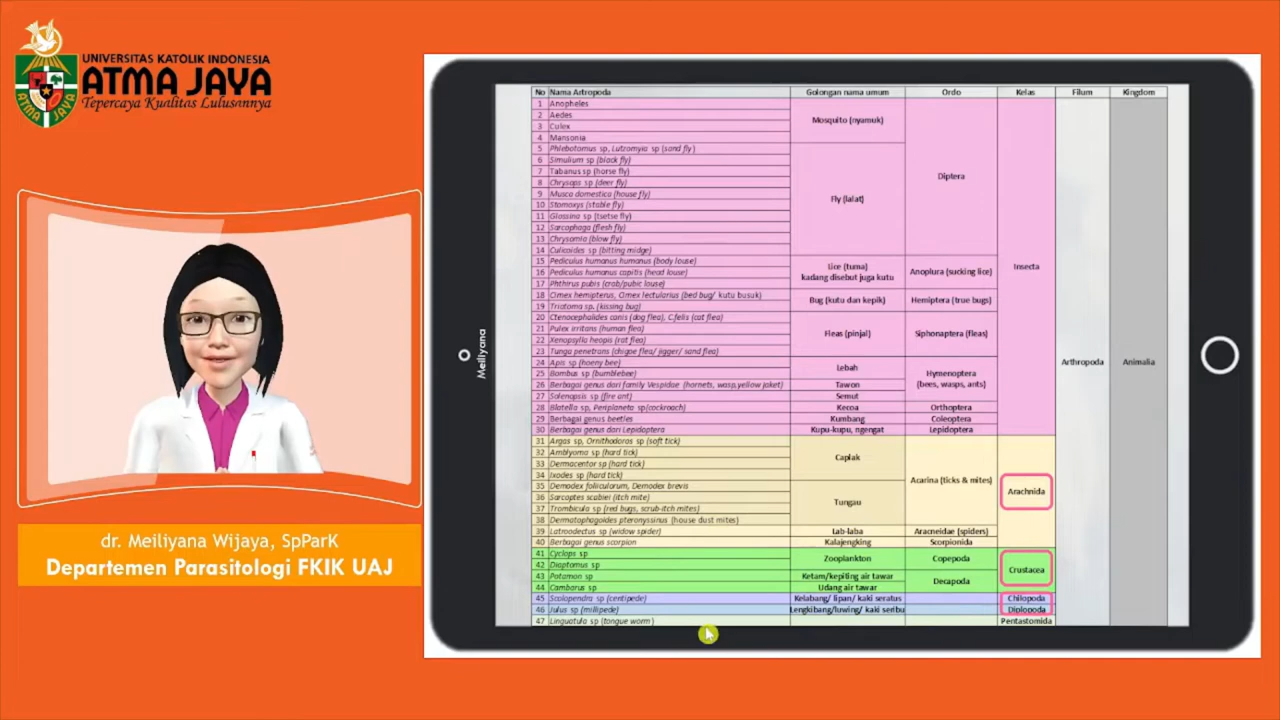 UNIVERSITAS KATOLIK INDONESIA
ATMA JAYA
Tepercaya Kualitas Lulusannya
ATMA JAYA
dr. Meiliyana Wijaya, SpParK
Departemen Parasitologi FKIK UAJ
Meiliyana
No Nama Artropoda Golongan nama umum Ordo Kelas Filum Kingdom
1 Anopheles
2 Aedes
3 Culex
4 Mansonia
Mosquito (nyamuk)
5 Phlebotomus sp, Lutzomyia sp (sand fly)
6 Simulium sp (black fly)
7 Tabanus sp (horse fly)
8 Chrysops sp (deer fly)
9 Musca domestica (house fly)
10 Stomoxys (stable fly)
11 Glossina sp (tsetse fly)
12 Sarcophaga (flesh fly)
13 Chrysomia (blow fly)
14 Culicoides sp (bitting midge)
Fly (lalat)
Diptera
15 Pediculus humanus humanus (body louse)
16 Pediculus humanus capitis (head louse)
17 Phthirus pubis (crab/pubic louse)
Lice (tuma)
kadang disebut juga kutu
Anoplura (sucking lice)
18 Cimex hemipterus, Cimex lectularius (bed bug/ kutu busuk)
19 Triatoma sp. (kissing bug)
Bug (kutu dan kepik)
Hemiptera (true bugs)
20 Ctenocephalides canis (dog flea), C.felis (cat flea)
21 Pulex irritans (human flea)
22 Xenopsylla heopis (rat flea)
23 Tunga penetrans (chigoe flea/ jigger/ sand flea)
Fleas (pinjal)
Siphonaptera (fleas)
24 Apis sp (hoeny bee)
25 Bombus sp (bumblebee)
Lebah
26 Berbagai genus dari family Vespidae (hornets, wasp,yellow jaket) Tawon
27 Solenopsis sp (fire ant) Semut
Hymenoptera
(bees, wasps, ants)
28 Blatella sp, Periplaneta sp(cockroach) Kecoa Orthoptera
29 Berbagai genus beetles Kumbang Coleoptera
30 Berbagai genus dari Lepidoptera Kupu-kupu, ngengat Lepidoptera
Insecta
31 Argas sp, Ornithodoros sp (soft tick)
32 Amblyoma sp (hard tick)
33 Dermacentor sp (hard tick)
34 Ixodes sp (hard tick)
Caplak
35 Demodex folliculorum, Demodex brevis
36 Sarcoptes scabiei (itch mite)
37 Trombicula sp (red bugs, scrub-itch mites)
38 Dermatophagoides pteronyssinus (house dust mites)
Tungau
Acarina (ticks & mites)
39 Latroodectus sp (widow spider) Lab-laba Aracneidae (spiders)
40 Berbagai genus scorpion Kalajengking Scorpionida
Arachnida
41 Cyclops sp
42 Diaptomus sp
Zooplankton
Copepoda
43 Potamon sp Ketam/kepiting air tawar
44 Cambarus sp Udang air tawar
Decapoda
Crustacea
45 Scolopendra sp (centipede) Kelabang/ lipan/ kaki seratus Chilopoda
46 Julus sp (millipede) Lengkibang/luwing/ kaki seribu Diplopoda
47 Linguatula sp (tongue worm) Pentastomida
Arthropoda
Animalia